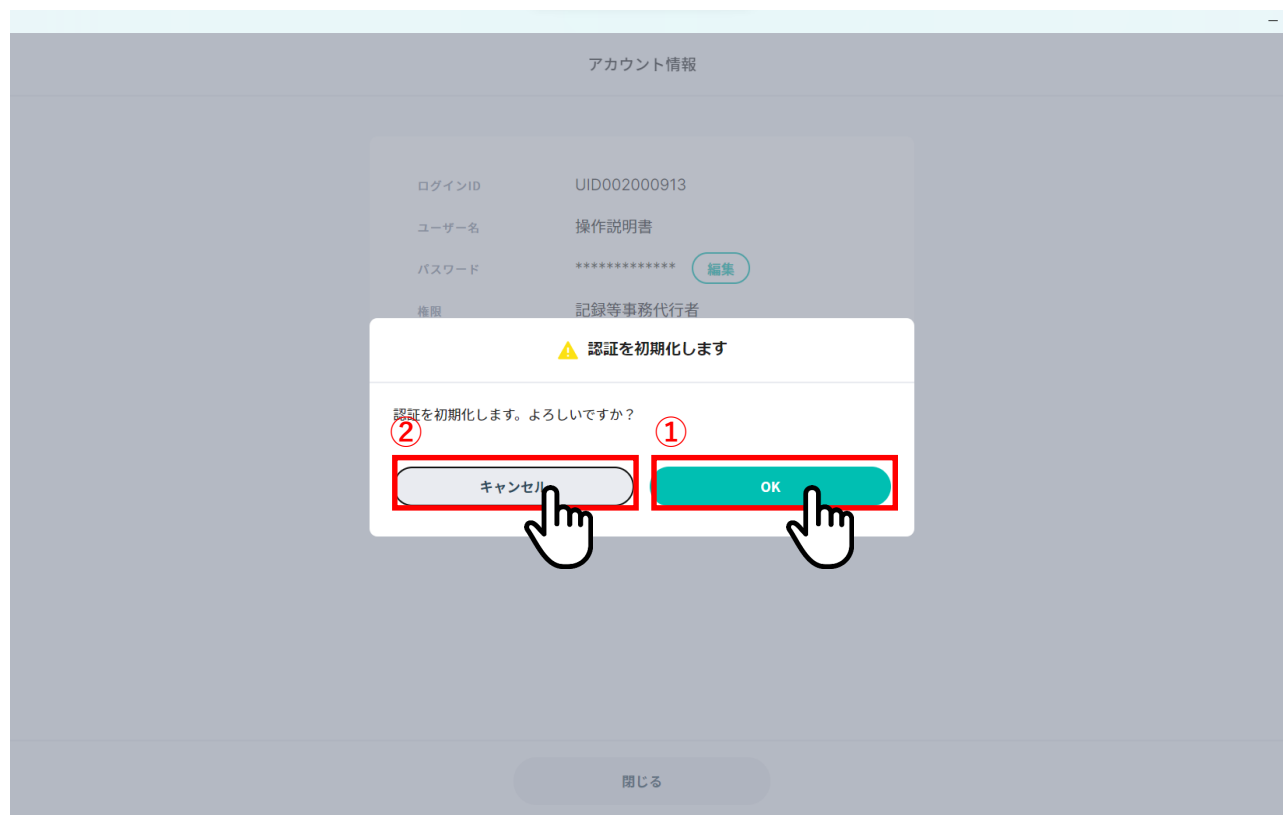 アカウント情報
ログインID UID002000913
ユーザー名 操作説明書
パスワード ************* 編集
権限 記録等事務代行者
認証を初期化します
認証を初期化します。よろしいですか？
② ①
キャンセル OK
閉じる